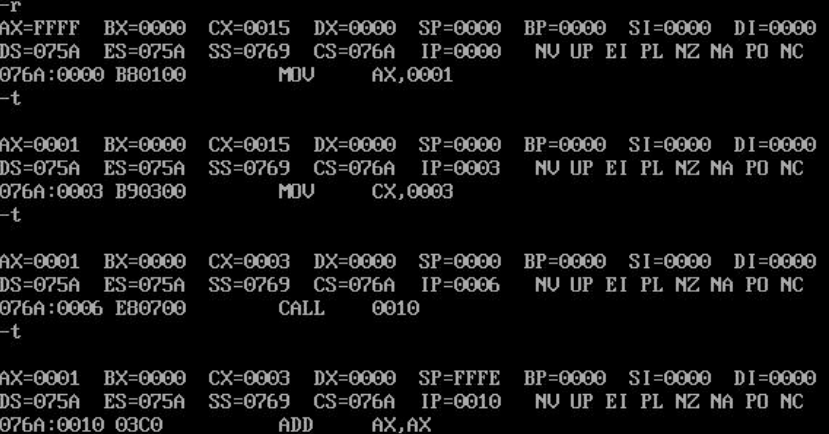 -r
AX=FFFF BX=0000 CX=0015 DX=0000 SP=0000 BP=0000 SI=0000 DI=0000
DS=075A ES=075A SS=0769 CS=076A IP=0000 NV UP EI PL NZ NA PO NC
076A:0000 B80100 MOV AX,0001
-t
AX=0001 BX=0000 CX=0015 DX=0000 SP=0000 BP=0000 SI=0000 DI=0000
DS=075A ES=075A SS=0769 CS=076A IP=0003 NV UP EI PL NZ NA PO NC
076A:0003 B90300 MOV CX,0003
-t
AX=0001 BX=0000 CX=0003 DX=0000 SP=0000 BP=0000 SI=0000 DI=0000
DS=075A ES=075A SS=0769 CS=076A IP=0006 NV UP EI PL NZ NA PO NC
076A:0006 E80700 CALL 0010
-t
AX=0001 BX=0000 CX=0003 DX=0000 SP=FFFE BP=0000 SI=0000 DI=0000
DS=075A ES=075A SS=0769 CS=076A IP=0010 NV UP EI PL NZ NA PO NC
076A:0010 03C0 ADD AX,AX